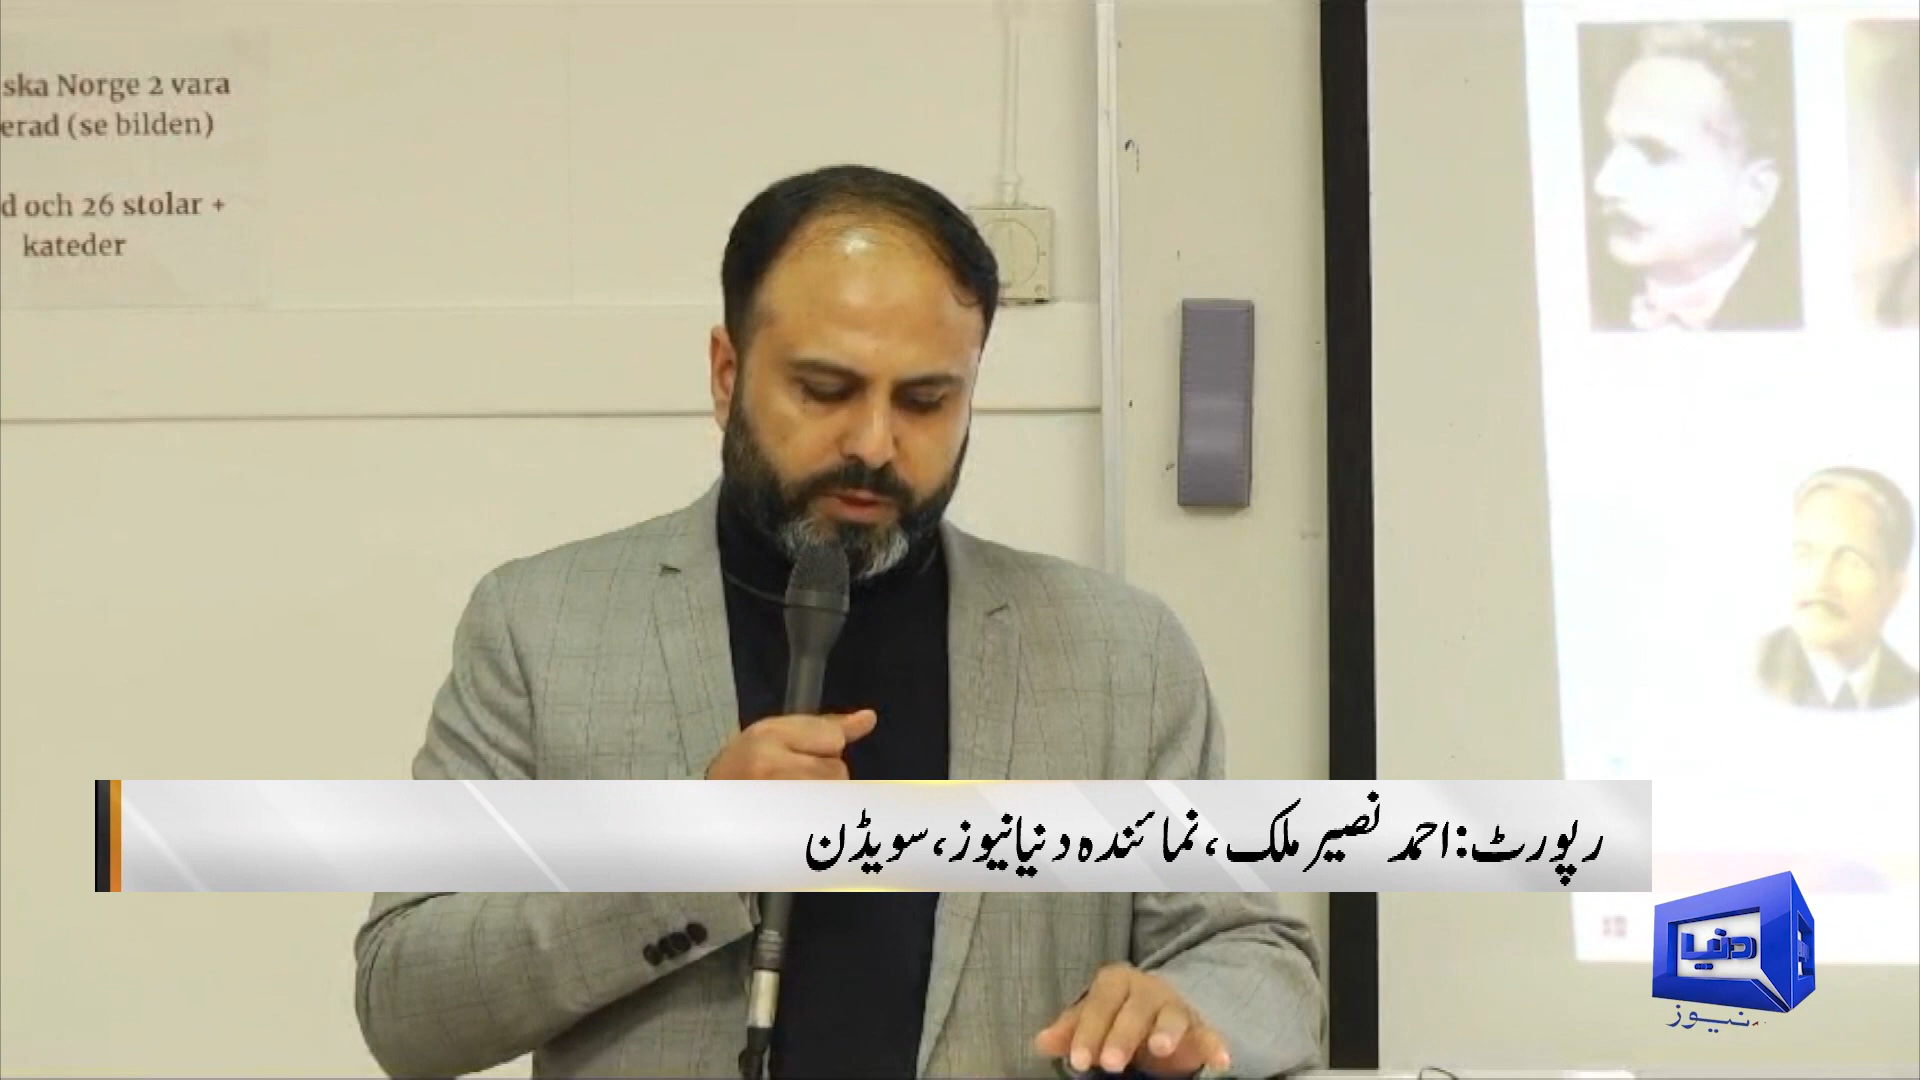 ska Norge 2 vara
erad (se bilden)
d och 26 stolar +
kateder
رپورٹ: احمد نصیر ملک، نمائندہ دنیا نیوز، سویڈن
دنیا
نیوز